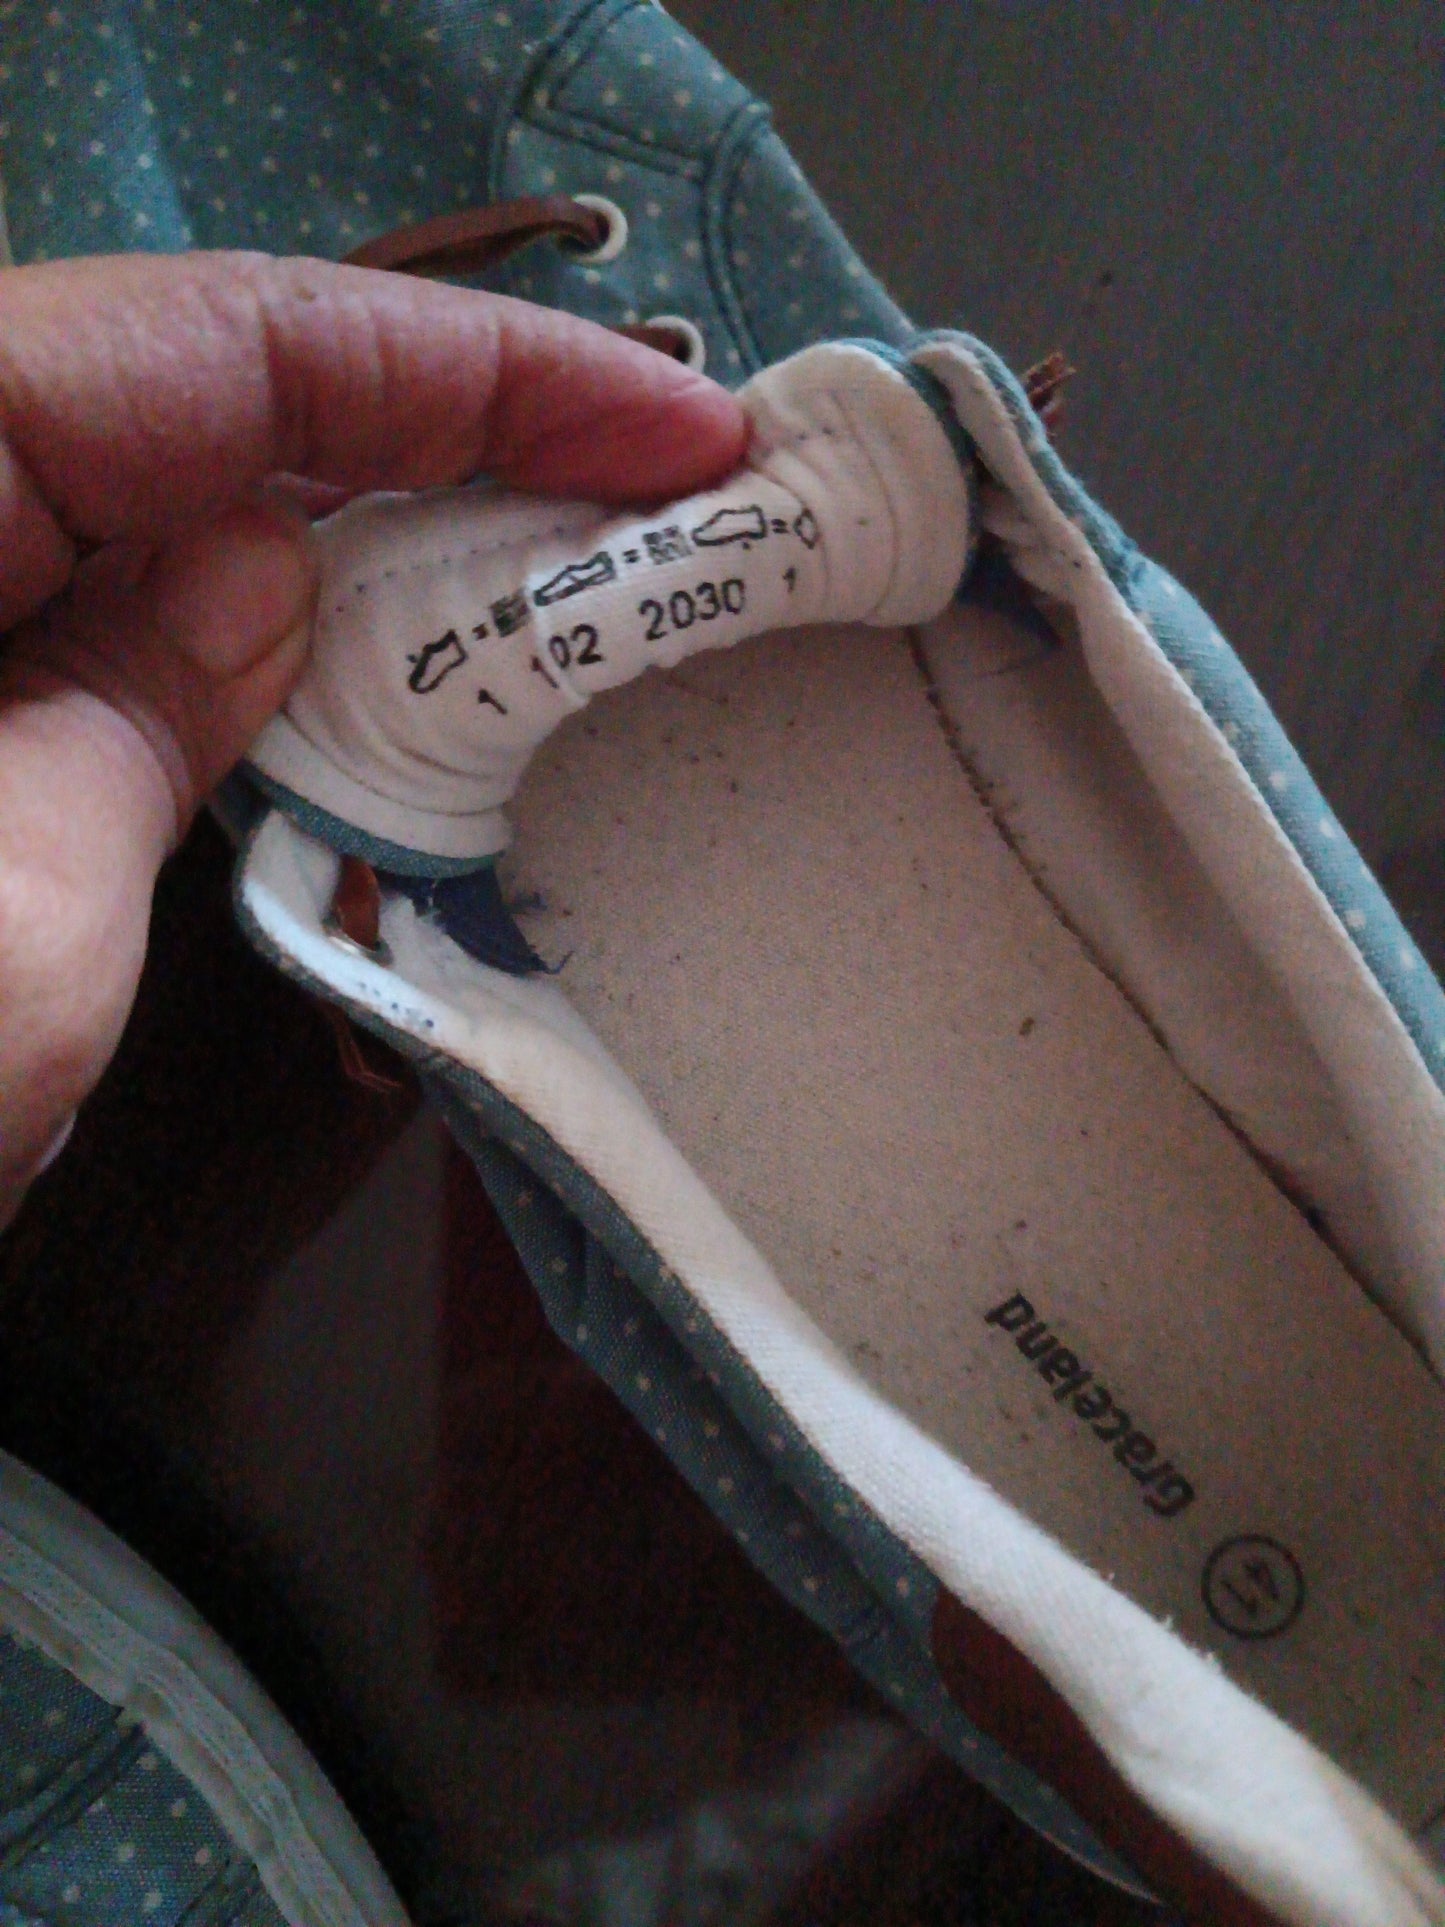 = = =
1 102 2030 1
Graceland
41